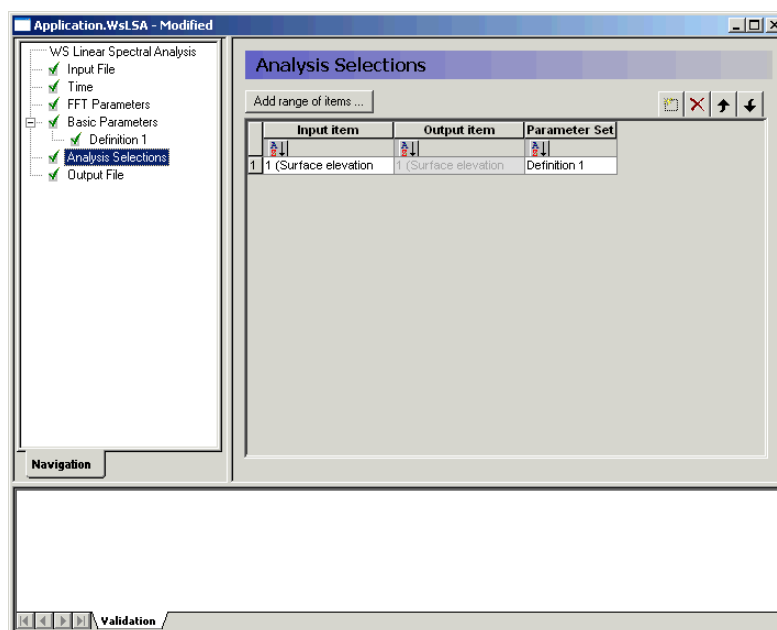 Application.WsLSA - Modified
WS Linear Spectral Analysis
Input File
Time
FFT Parameters
Basic Parameters
Definition 1
Analysis Selections
Output File
Navigation
Analysis Selections
Add range of items ...
Input item Output item Parameter Set
1 1 (Surface elevation 1 (Surface elevation Definition 1
Validation